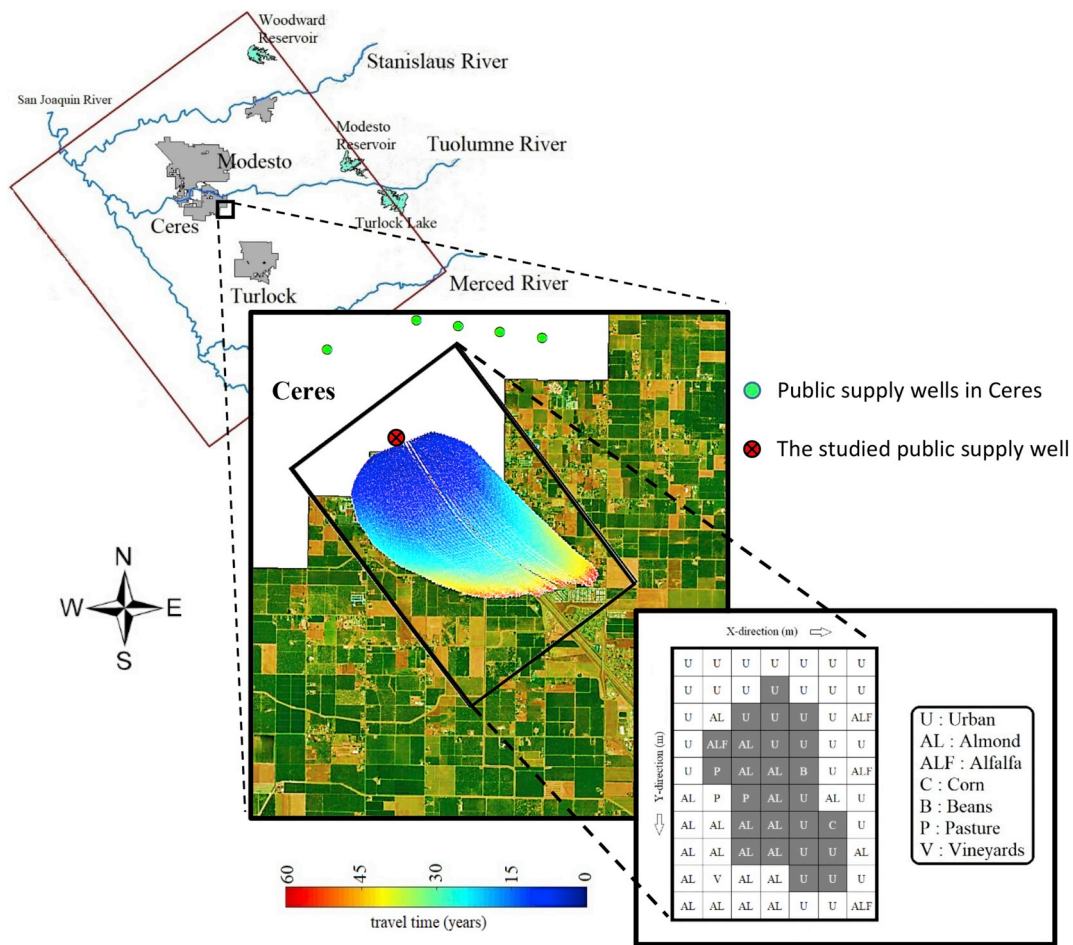 Woodward
Reservoir
Stanislaus River
San Joaquin River
Modesto
Reservoir
Modesto
Tuolumne River
Ceres
Turlock Lake
Turlock
Merced River
Ceres
Public supply wells in Ceres
The studied public supply well
N
W E
S
X-direction (m)
Y-direction (m)
U U U U U U U
U U U U U U U
U AL U U U ALF
U ALF AL U U U U
U P AL AL B U ALF
AL P P AL U AL U
AL AL AL AL U C U
AL AL AL AL U U AL
AL V AL AL U U U
AL AL AL AL U U ALF
U : Urban
AL : Almond
ALF : Alfalfa
C : Corn
B : Beans
P : Pasture
V : Vineyards
60 45 30 15 0
travel time (years)